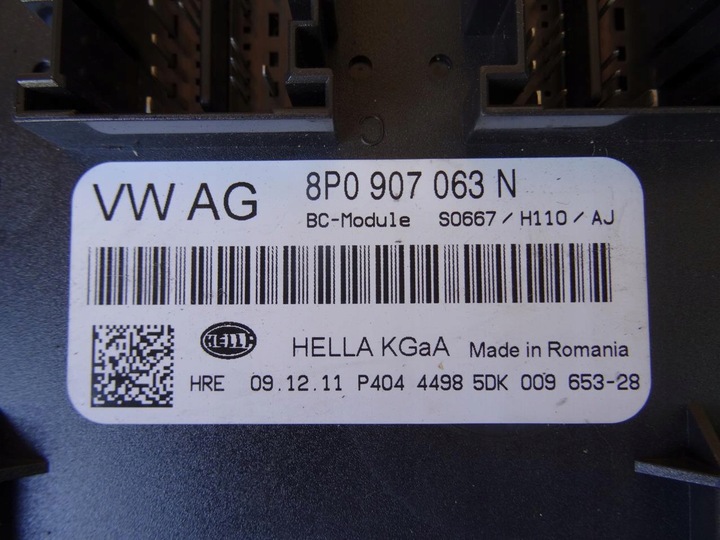 VW AG
8P0 907 063 N
BC-Module S0667 / H110 / AJ
HELLA
HELLA KGaA Made in Romania
HRE 09.12.11 P404 4498 5DK 009 653-28